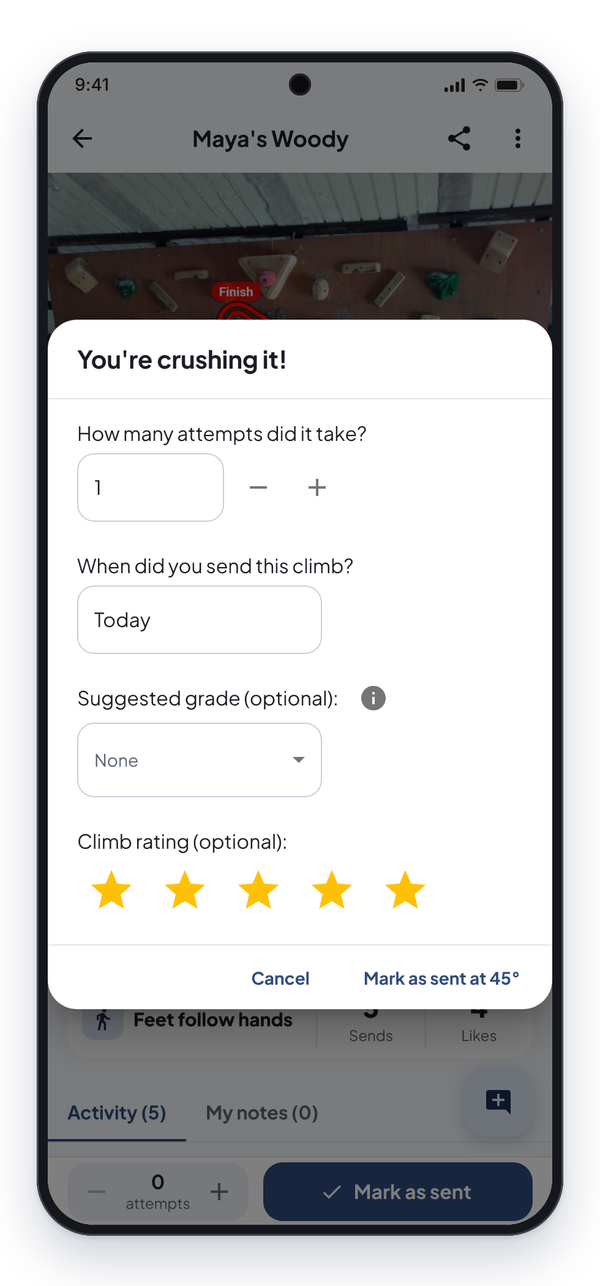 9:41
Maya's Woody
Finish
You're crushing it!
How many attempts did it take?
1
When did you send this climb?
Today
Suggested grade (optional):
None
Climb rating (optional):
Cancel Mark as sent at 45°
Feet follow hands
Sends Likes
Activity (5) My notes (0)
0
attempts
Mark as sent